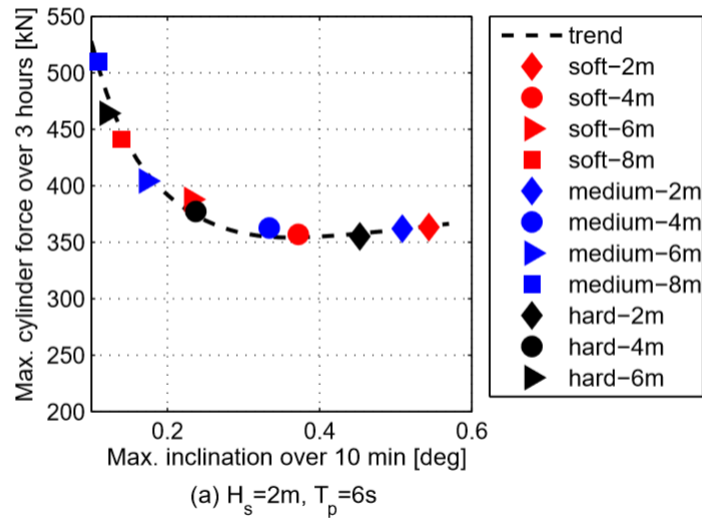 Max. cylinder force over 3 hours [kN]
550
500
450
400
350
300
250
200
0.2 0.4 0.6
Max. inclination over 10 min [deg]
(a) H_s=2m, T_p=6s
trend
soft−2m
soft−4m
soft−6m
soft−8m
medium−2m
medium−4m
medium−6m
medium−8m
hard−2m
hard−4m
hard−6m